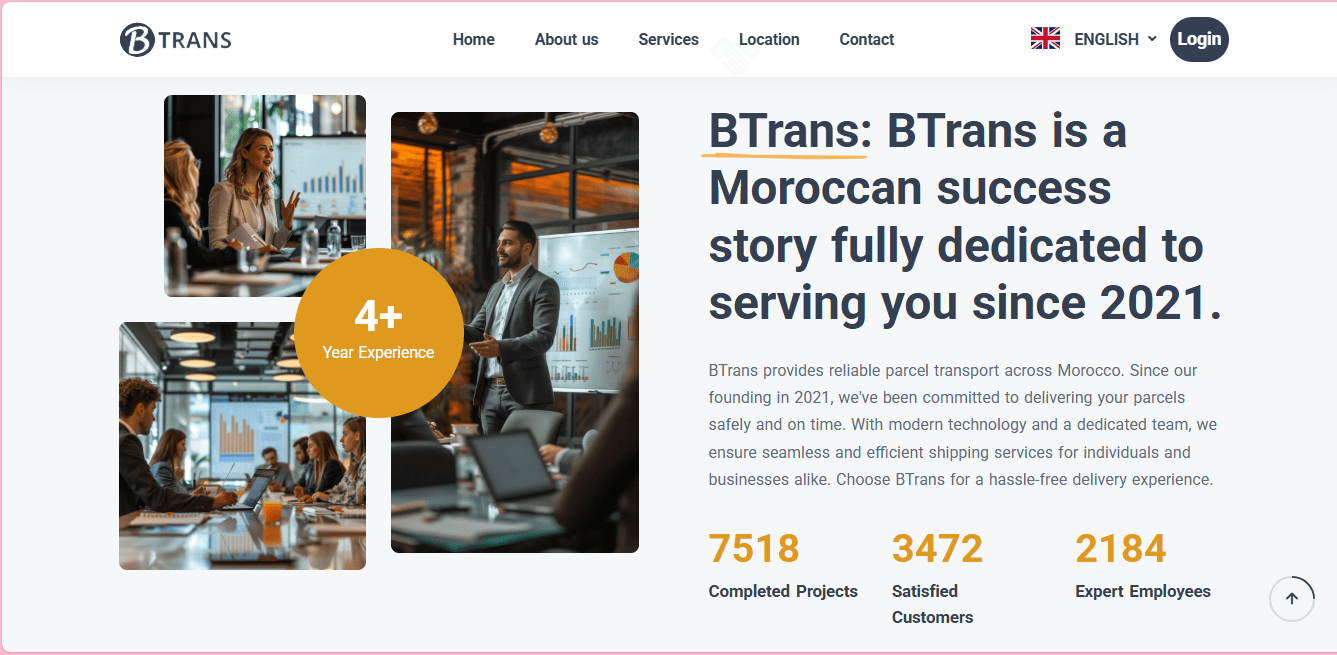 B TRANS
Home
About us
Services
Location
Contact
ENGLISH
Login
4+
Year Experience
BTrans: BTrans is a
Moroccan success
story fully dedicated to
serving you since 2021.
BTrans provides reliable parcel transport across Morocco. Since our
founding in 2021, we've been committed to delivering your parcels
safely and on time. With modern technology and a dedicated team, we
ensure seamless and efficient shipping services for individuals and
businesses alike. Choose BTrans for a hassle-free delivery experience.
7518
Completed Projects
3472
Satisfied
Customers
2184
Expert Employees